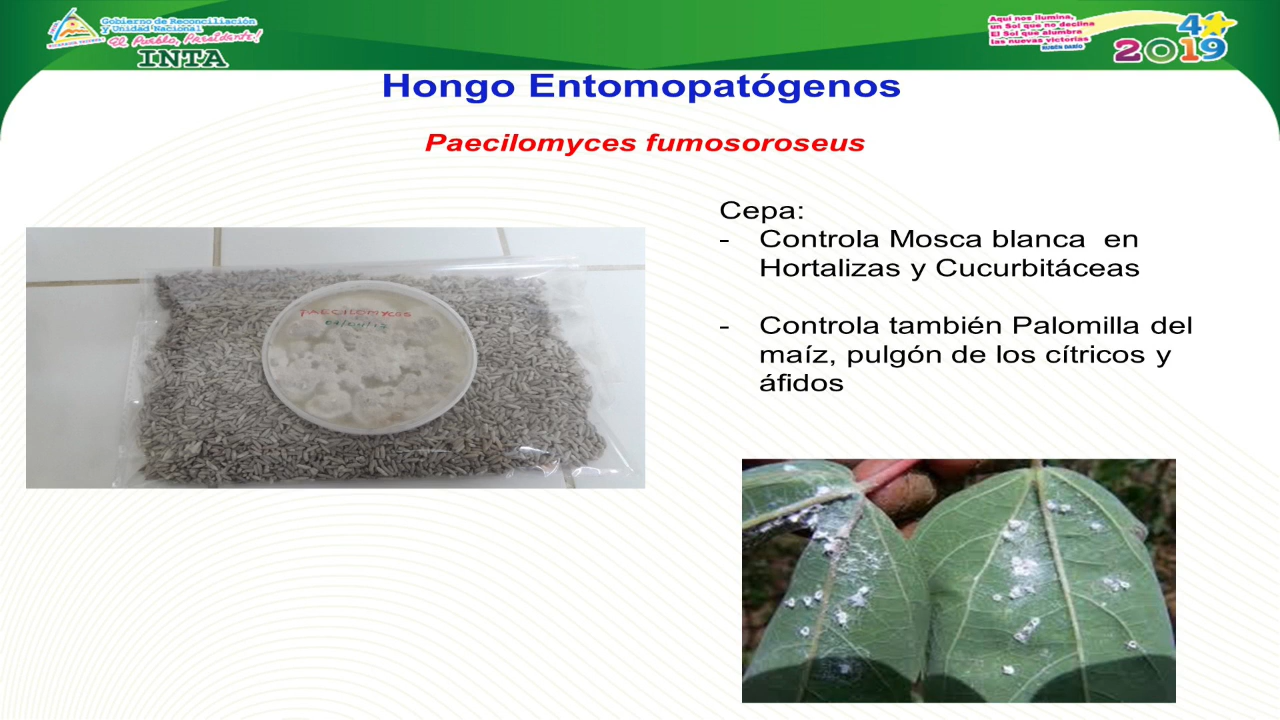 Gobierno de Reconciliación
y Unidad Nacional
El Pueblo, Presidente!
INTA
Aquí nos ilumina,
un Sol que no declina
El Sol que alumbra
las nuevas victorias
RUBÉN DARÍO
40
2019
Hongo Entomopatógenos
Paecilomyces fumosoroseus
Cepa:
- Controla Mosca blanca en
Hortalizas y Cucurbitáceas
- Controla también Palomilla del
maíz, pulgón de los cítricos y
áfidos
PAECILOMYCES